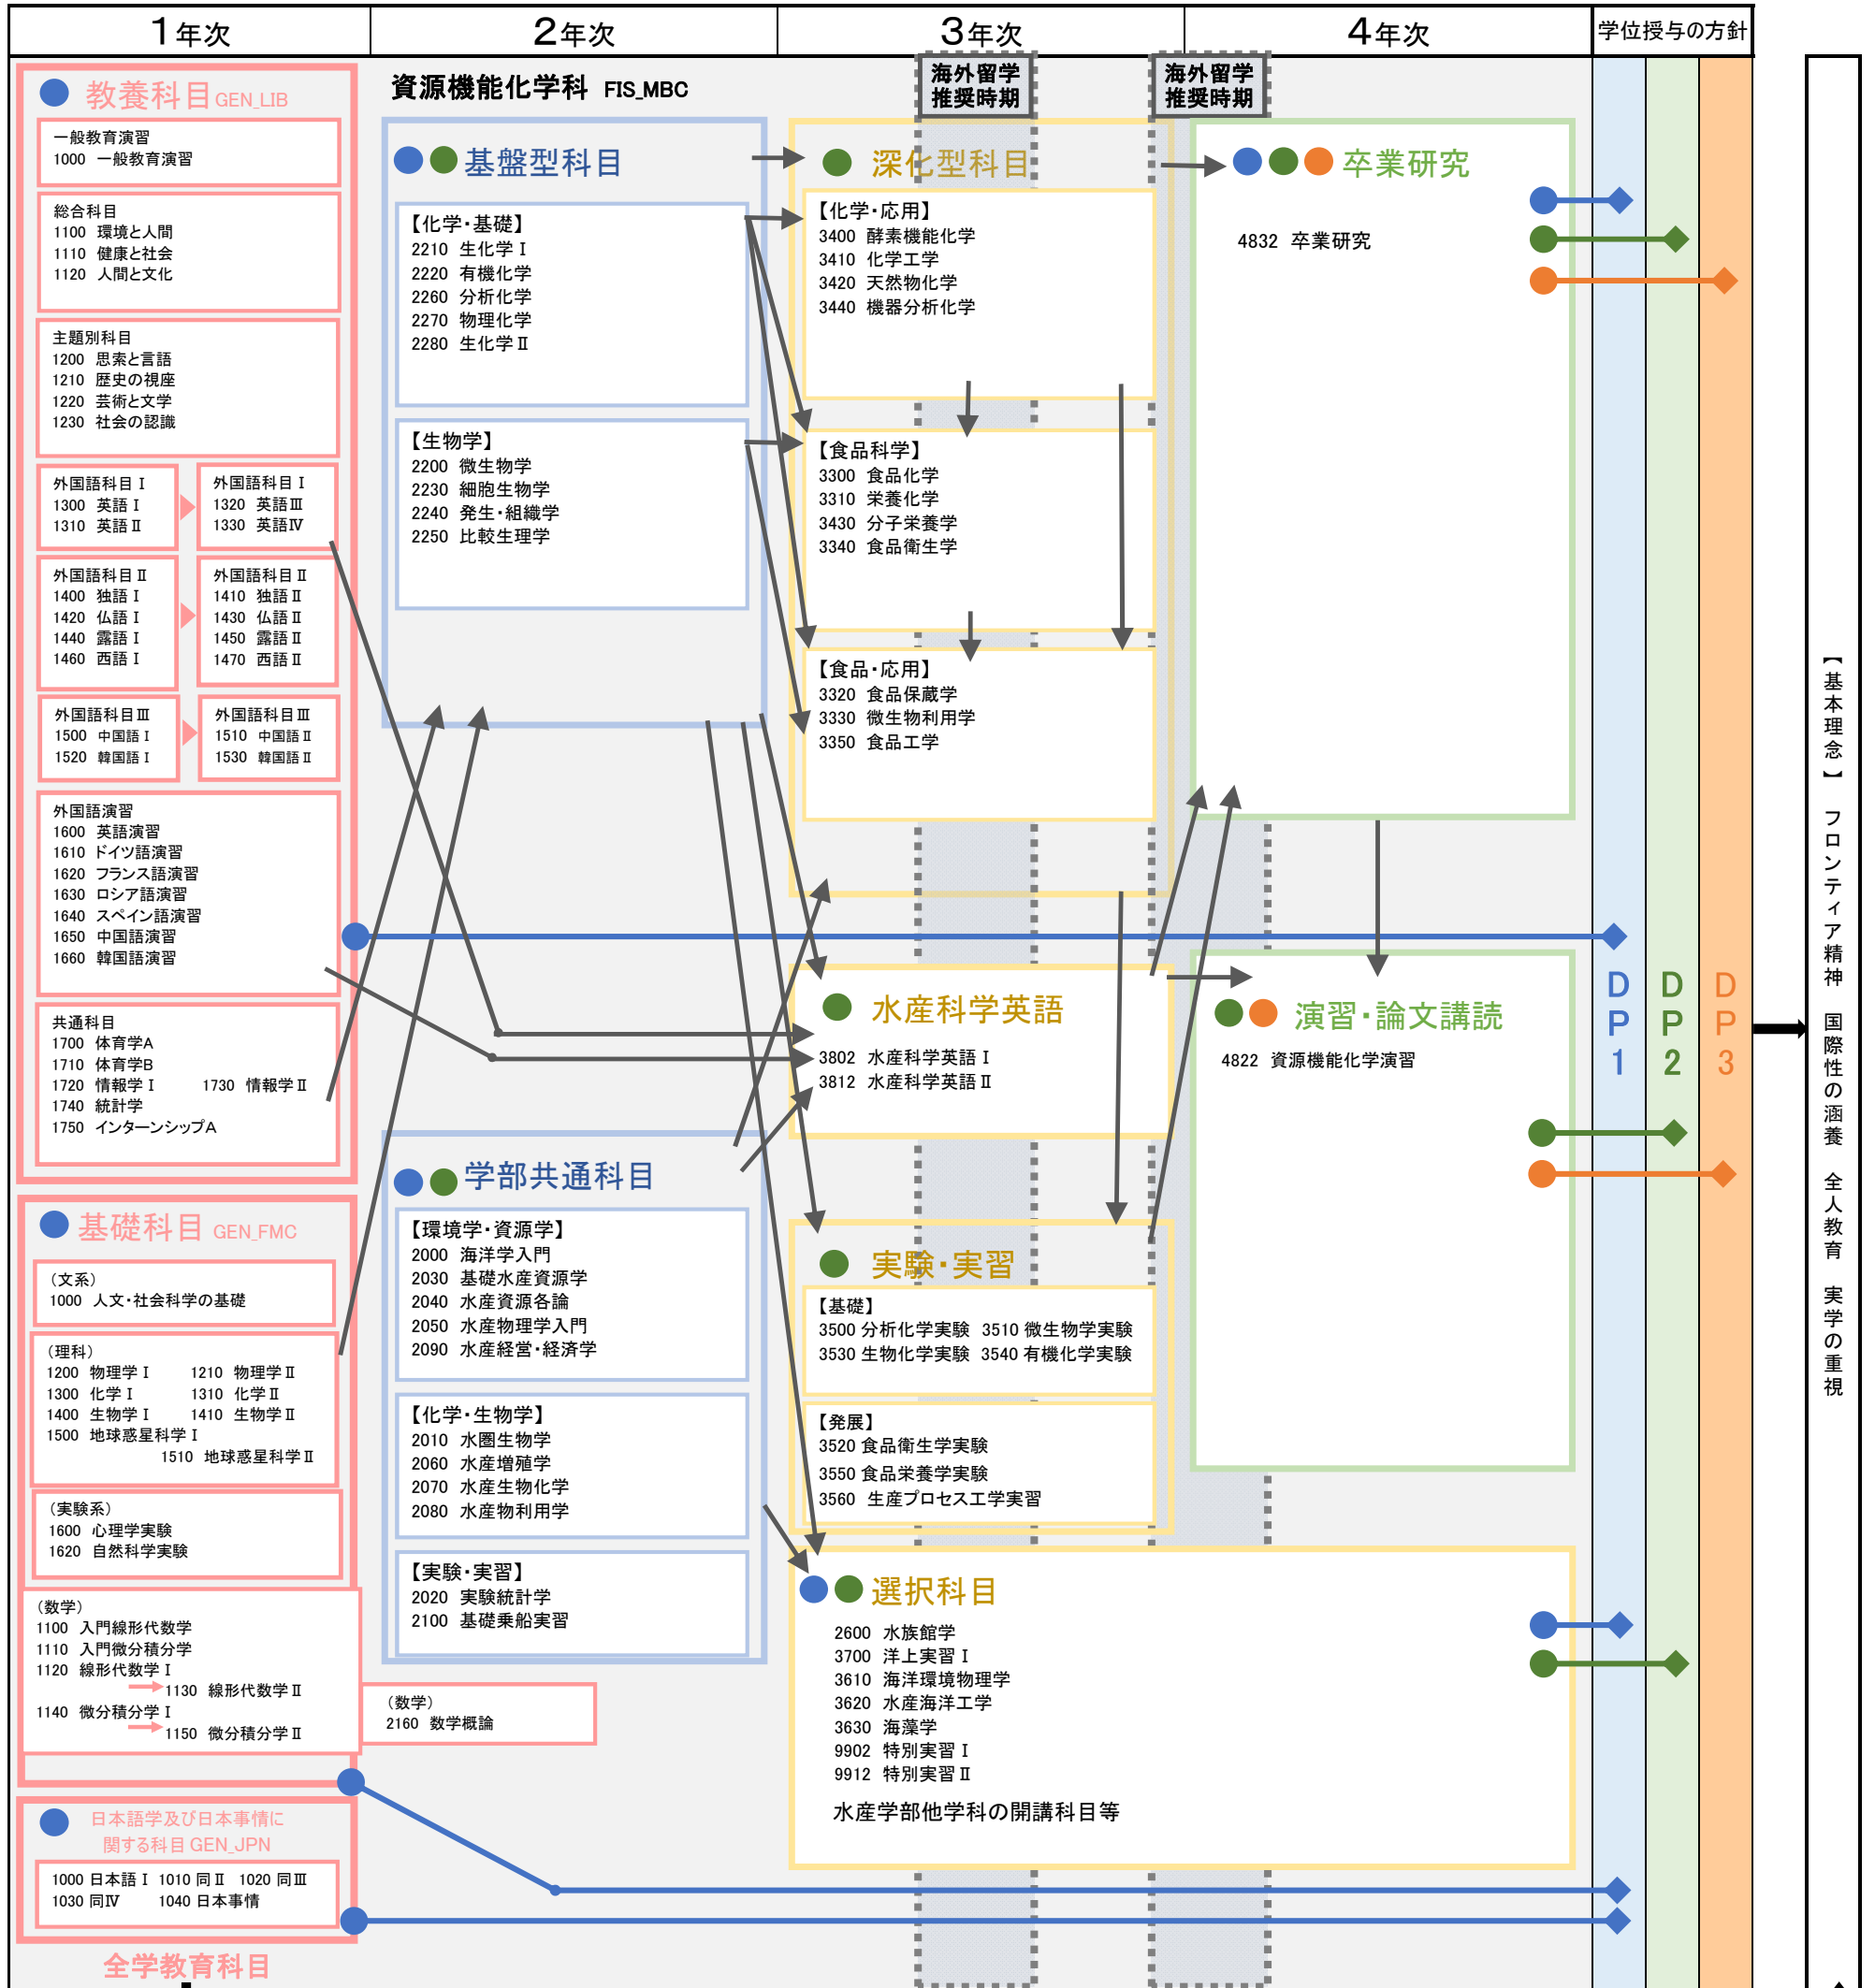 1年次
2年次
3年次
4年次
学位授与の方針
資源機能化学科 FIS_MBC
海外留学
推奨時期
海外留学
推奨時期
教養科目 GEN_LIB
一般教育演習
1000 一般教育演習
総合科目
1100 環境と人間
1110 健康と社会
1120 人間と文化
主題別科目
1200 思索と言語
1210 歴史の視座
1220 芸術と文学
1230 社会の認識
外国語科目Ⅰ
1300 英語Ⅰ
1310 英語Ⅱ
外国語科目Ⅰ
1320 英語Ⅲ
1330 英語Ⅳ
外国語科目Ⅱ
1400 独語Ⅰ
1420 仏語Ⅰ
1440 露語Ⅰ
1460 西語Ⅰ
外国語科目Ⅱ
1410 独語Ⅱ
1430 仏語Ⅱ
1450 露語Ⅱ
1470 西語Ⅱ
外国語科目Ⅲ
1500 中国語Ⅰ
1520 韓国語Ⅰ
外国語科目Ⅲ
1510 中国語Ⅱ
1530 韓国語Ⅱ
外国語演習
1600 英語演習
1610 ドイツ語演習
1620 フランス語演習
1630 ロシア語演習
1640 スペイン語演習
1650 中国語演習
1660 韓国語演習
共通科目
1700 体育学A
1710 体育学B
1720 情報学Ⅰ 1730 情報学Ⅱ
1740 統計学
1750 インターンシップA
基礎科目 GEN_FMC
（文系）
1000 人文・社会科学の基礎
（理科）
1200 物理学Ⅰ 1210 物理学Ⅱ
1300 化学Ⅰ 1310 化学Ⅱ
1400 生物学Ⅰ 1410 生物学Ⅱ
1500 地球惑星科学Ⅰ
1510 地球惑星科学Ⅱ
（実験系）
1600 心理学実験
1620 自然科学実験
（数学）
1100 入門線形代数学
1110 入門微分積分学
1120 線形代数学Ⅰ
1130 線形代数学Ⅱ
1140 微分積分学Ⅰ
1150 微分積分学Ⅱ
（数学）
2160 数学概論
日本語学及び日本事情に
関する科目 GEN_JPN
1000 日本語Ⅰ 1010 同Ⅱ 1020 同Ⅲ
1030 同Ⅳ 1040 日本事情
全学教育科目
基盤型科目
【化学・基礎】
2210 生化学Ⅰ
2220 有機化学
2260 分析化学
2270 物理化学
2280 生化学Ⅱ
【生物学】
2200 微生物学
2230 細胞生物学
2240 発生・組織学
2250 比較生理学
学部共通科目
【環境学・資源学】
2000 海洋学入門
2030 基礎水産資源学
2040 水産資源各論
2050 水産物理学入門
2090 水産経営・経済学
【化学・生物学】
2010 水圏生物学
2060 水産増殖学
2070 水産生物化学
2080 水産物利用学
【実験・実習】
2020 実験統計学
2100 基礎乗船実習
深化型科目
【化学・応用】
3400 酵素機能化学
3410 化学工学
3420 天然物化学
3440 機器分析化学
【食品科学】
3300 食品化学
3310 栄養化学
3430 分子栄養学
3340 食品衛生学
【食品・応用】
3320 食品保蔵学
3330 微生物利用学
3350 食品工学
水産科学英語
3802 水産科学英語Ⅰ
3812 水産科学英語Ⅱ
実験・実習
【基礎】
3500 分析化学実験 3510 微生物学実験
3530 生物化学実験 3540 有機化学実験
【発展】
3520 食品衛生学実験
3550 食品栄養学実験
3560 生産プロセス工学実習
選択科目
2600 水族館学
3700 洋上実習Ⅰ
3610 海洋環境物理学
3620 水産海洋工学
3630 海藻学
9902 特別実習Ⅰ
9912 特別実習Ⅱ
水産学部他学科の開講科目等
卒業研究
4832 卒業研究
演習・論文講読
4822 資源機能化学演習
DP1
DP2
DP3
【基本理念】 フロンティア精神 国際性の涵養 全人教育 実学の重視